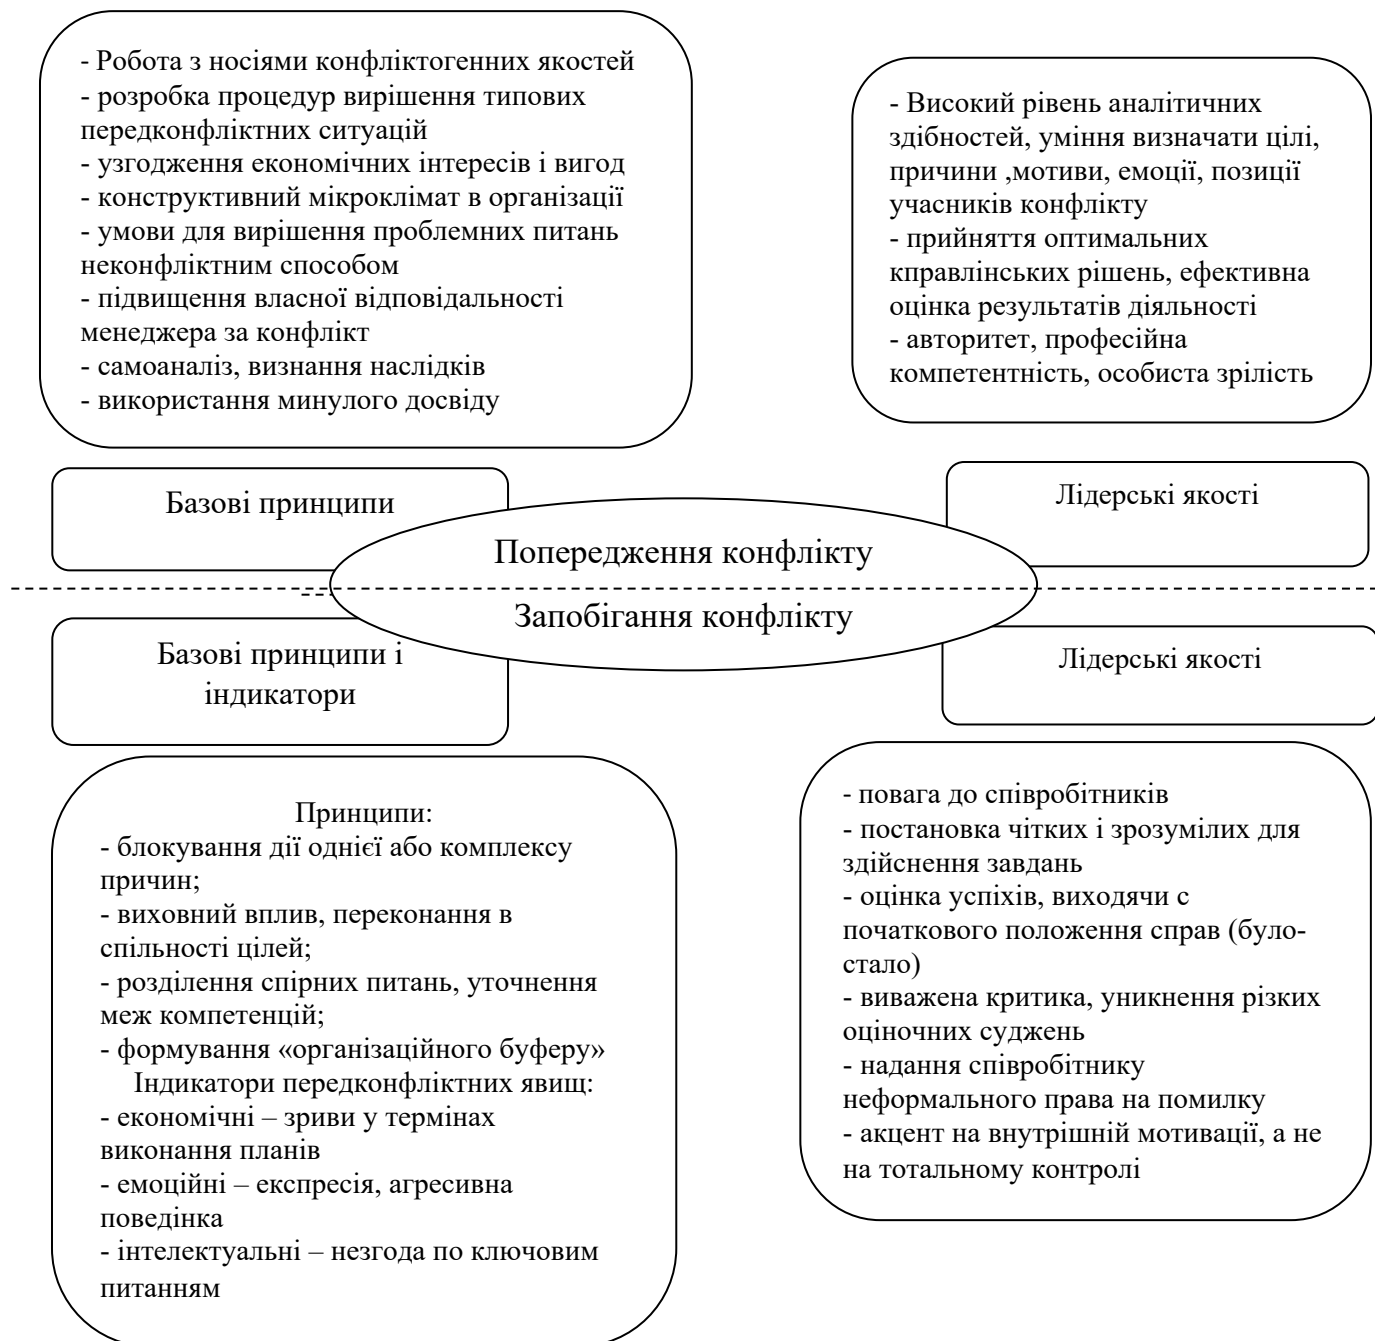 - Робота з носіями конфліктогенних якостей
- розробка процедур вирішення типових
передконфліктних ситуацій
- узгодження економічних інтересів і вигод
- конструктивний мікроклімат в організації
- умови для вирішення проблемних питань
неконфліктним способом
- підвищення власної відповідальності
менеджера за конфлікт
- самоаналіз, визнання наслідків
- використання минулого досвіду
- Високий рівень аналітичних
здібностей, уміння визначати цілі,
причини ,мотиви, емоції, позиції
учасників конфлікту
- прийняття оптимальних
кправлінських рішень, ефективна
оцінка результатів діяльності
- авторитет, професійна
компетентність, особиста зрілість
Базові принципи
Лідерські якості
Попередження конфлікту
Запобігання конфлікту
Базові принципи і
індикатори
Лідерські якості
Принципи:
- блокування дії однієї або комплексу
причин;
- виховний вплив, переконання в
спільності цілей;
- розділення спірних питань, уточнення
меж компетенцій;
- формування «організаційного буферу»
Індикатори передконфліктних явищ:
- економічні – зриви у термінах
виконання планів
- емоційні – експресія, агресивна
поведінка
- інтелектуальні – незгода по ключовим
питанням
- повага до співробітників
- постановка чітких і зрозумілих для
здійснення завдань
- оцінка успіхів, виходячи с
початкового положення справ (було-
стало)
- виважена критика, уникнення різких
оціночних суджень
- надання співробітнику
неформального права на помилку
- акцент на внутрішній мотивації, а не
на тотальному контролі